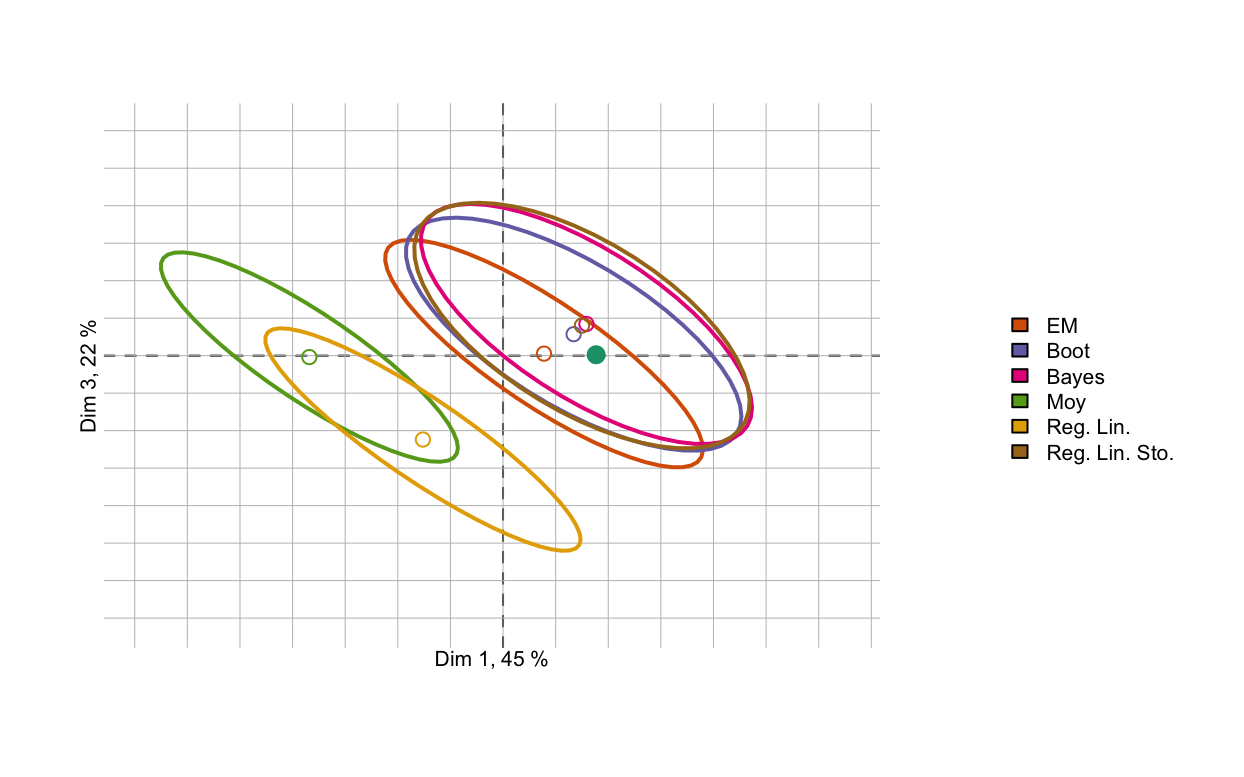 Dim 3, 22 %
Dim 1, 45 %
EM
Boot
Bayes
Moy
Reg. Lin.
Reg. Lin. Sto.